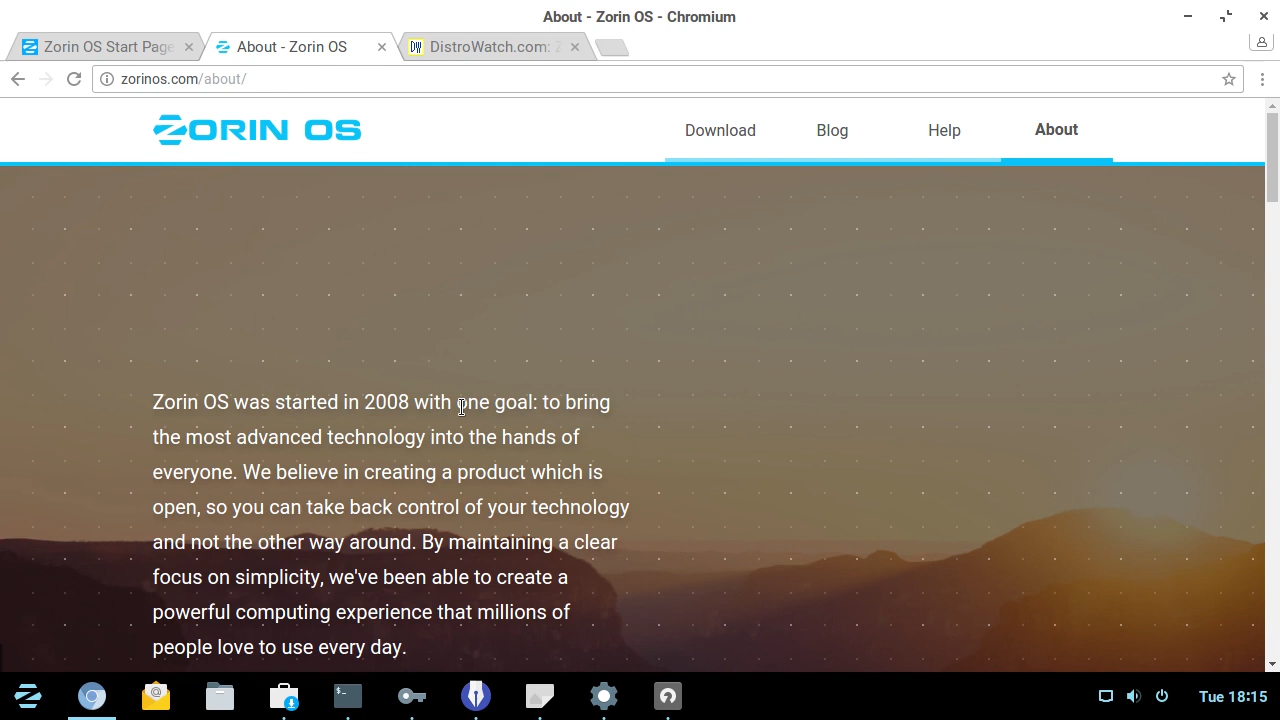 About - Zorin OS - Chromium
Zorin OS Start Page
About - Zorin OS
DistroWatch.com: Z
zorinos.com/about/
ZORIN OS
Download
Blog
Help
About
Zorin OS was started in 2008 with one goal: to bring
the most advanced technology into the hands of
everyone. We believe in creating a product which is
open, so you can take back control of your technology
and not the other way around. By maintaining a clear
focus on simplicity, we've been able to create a
powerful computing experience that millions of
people love to use every day.
Tue 18:15